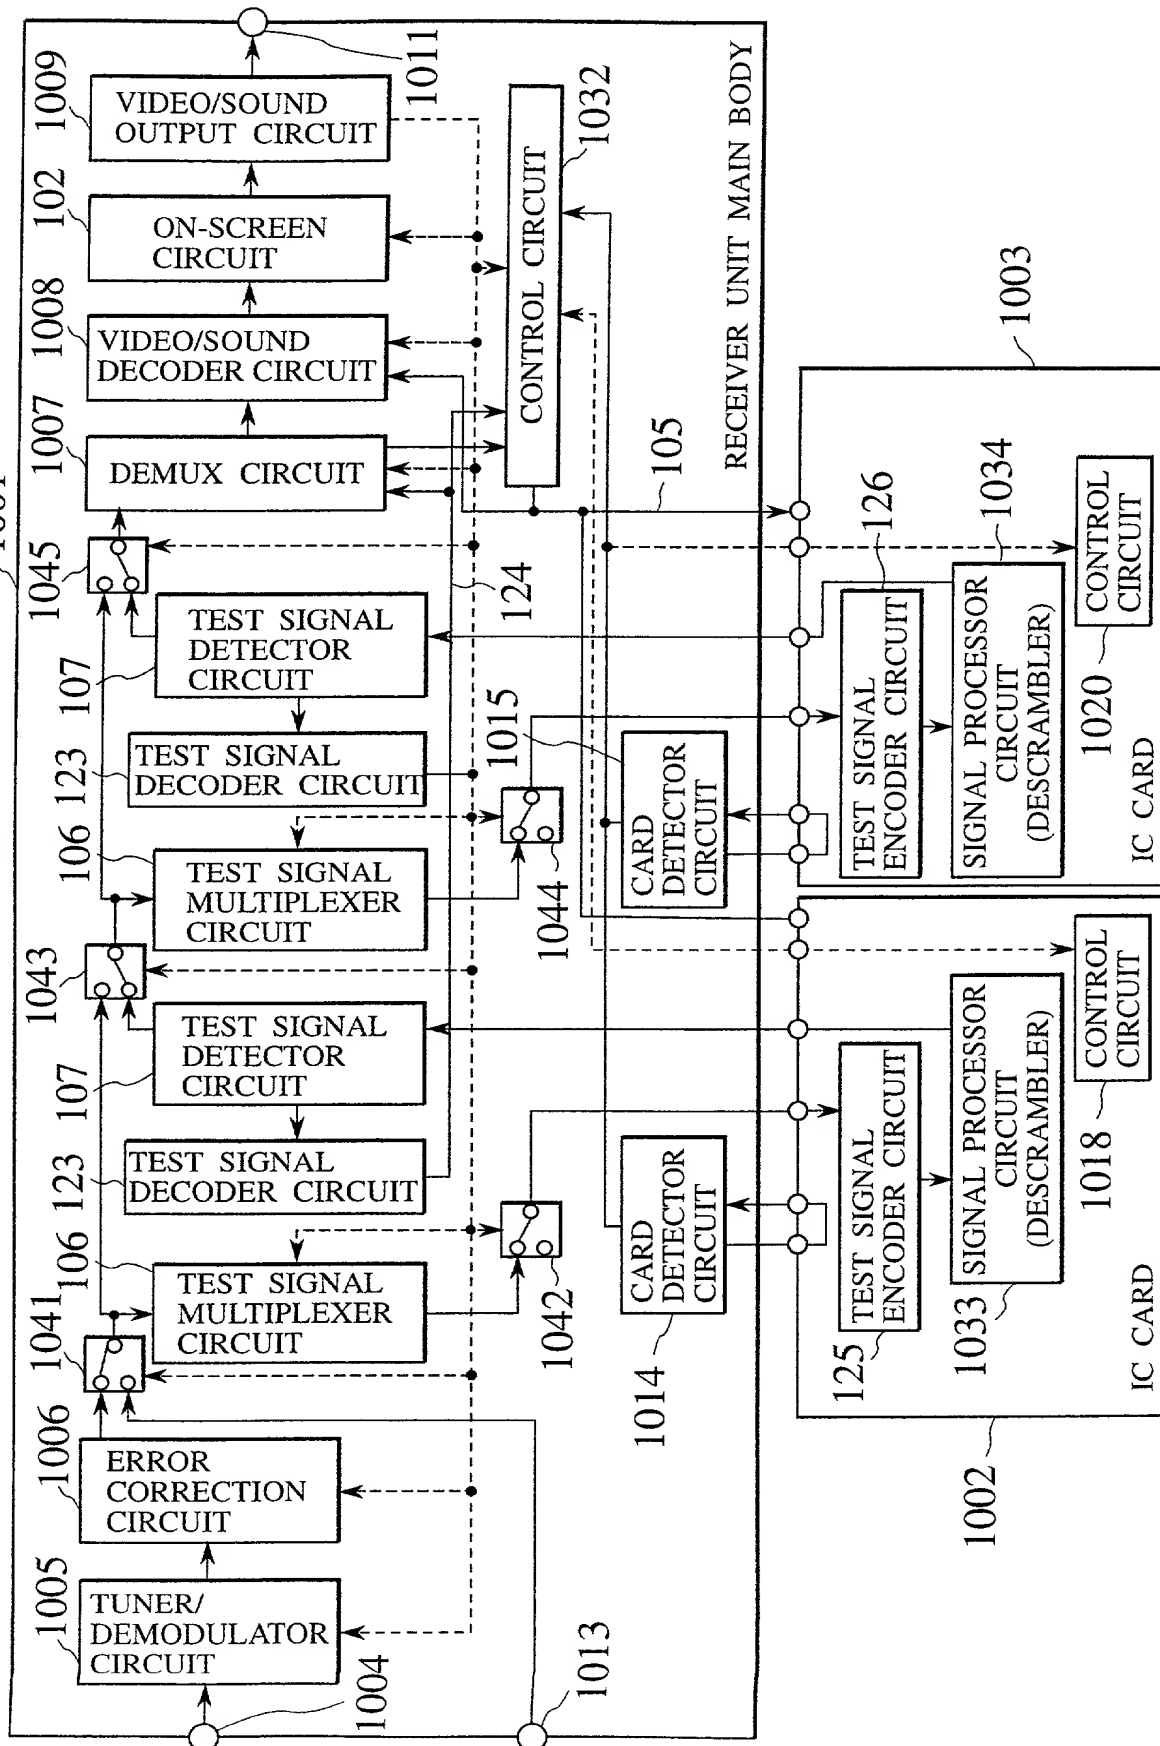 1001
1011
1009
VIDEO/SOUND
OUTPUT CIRCUIT
102
ON-SCREEN
CIRCUIT
1008
VIDEO/SOUND
DECODER CIRCUIT
1007
DEMUX CIRCUIT
1045
107
TEST SIGNAL
DETECTOR
CIRCUIT
123
TEST SIGNAL
DECODER CIRCUIT
106
TEST SIGNAL
MULTIPLEXER
CIRCUIT
1043
107
TEST SIGNAL
DETECTOR
CIRCUIT
123
TEST SIGNAL
DECODER CIRCUIT
106
TEST SIGNAL
MULTIPLEXER
CIRCUIT
1041
1006
ERROR
CORRECTION
CIRCUIT
1005
TUNER/
DEMODULATOR
CIRCUIT
1004
1013
1032
CONTROL CIRCUIT
RECEIVER UNIT MAIN BODY
105
124
1015
CARD
DETECTOR
CIRCUIT
1044
1042
CARD
DETECTOR
CIRCUIT
1014
1003
126
TEST SIGNAL
ENCODER CIRCUIT
1034
SIGNAL PROCESSOR
CIRCUIT
(DESCRAMBLER)
CONTROL
CIRCUIT
1020
IC CARD
125
TEST SIGNAL
ENCODER CIRCUIT
1033
SIGNAL PROCESSOR
CIRCUIT
(DESCRAMBLER)
CONTROL
CIRCUIT
1018
IC CARD
1002